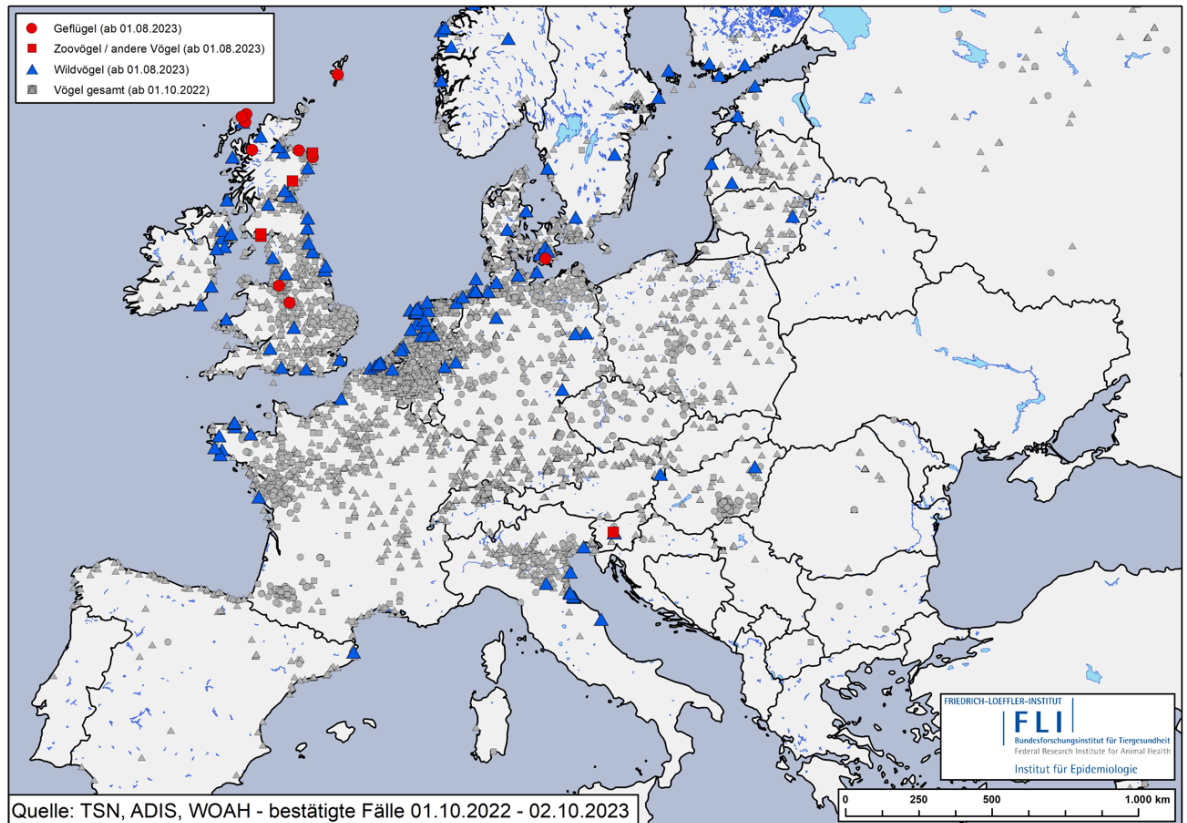 Geflügel (ab 01.08.2023)
Zoovögel / andere Vögel (ab 01.08.2023)
Wildvögel (ab 01.08.2023)
Vögel gesamt (ab 01.10.2022)
FRIEDRICH-LOEFFLER-INSTITUT
FLI
Bundesforschungsinstitut für Tiergesundheit
Federal Research Institute for Animal Health
Institut für Epidemiologie
0 250 500 1.000 km
Quelle: TSN, ADIS, WOAH - bestätigte Fälle 01.10.2022 - 02.10.2023